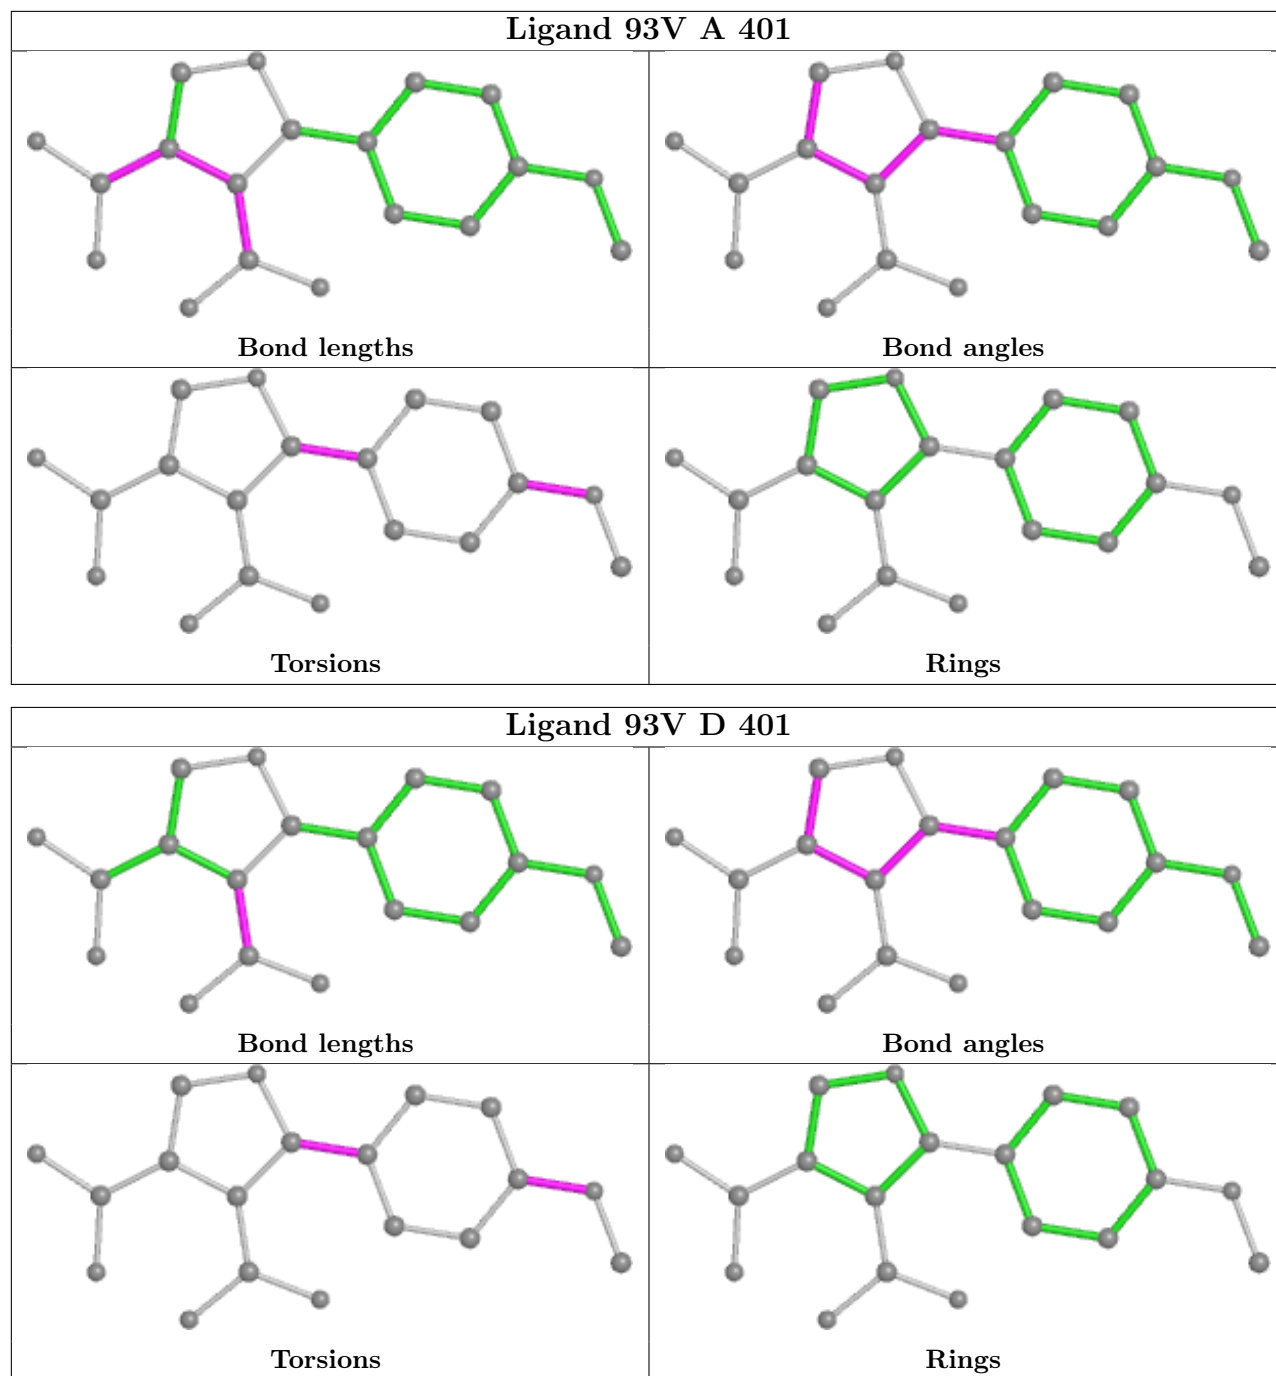 Ligand 93V A 401
Bond lengths
Bond angles
Torsions
Rings
Ligand 93V D 401
Bond lengths
Bond angles
Torsions
Rings